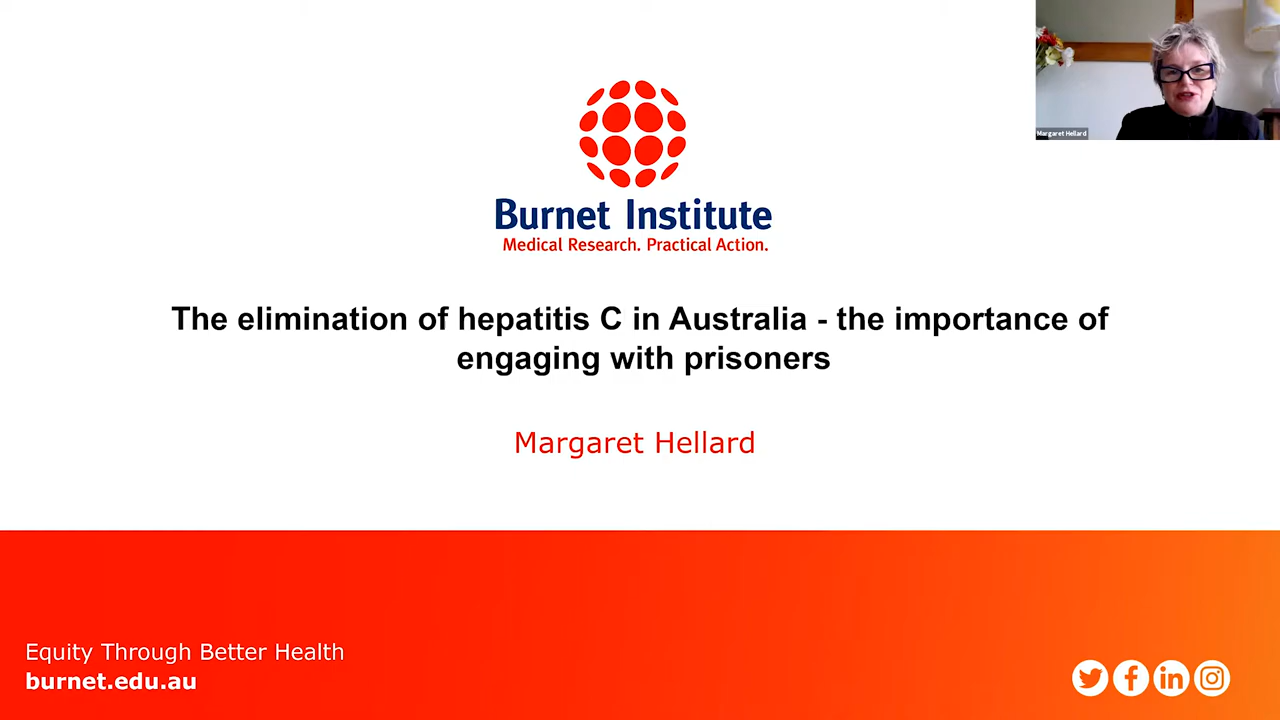 Margaret Hellard
Burnet Institute
Medical Research. Practical Action.
The elimination of hepatitis C in Australia - the importance of
engaging with prisoners
Margaret Hellard
Equity Through Better Health
burnet.edu.au